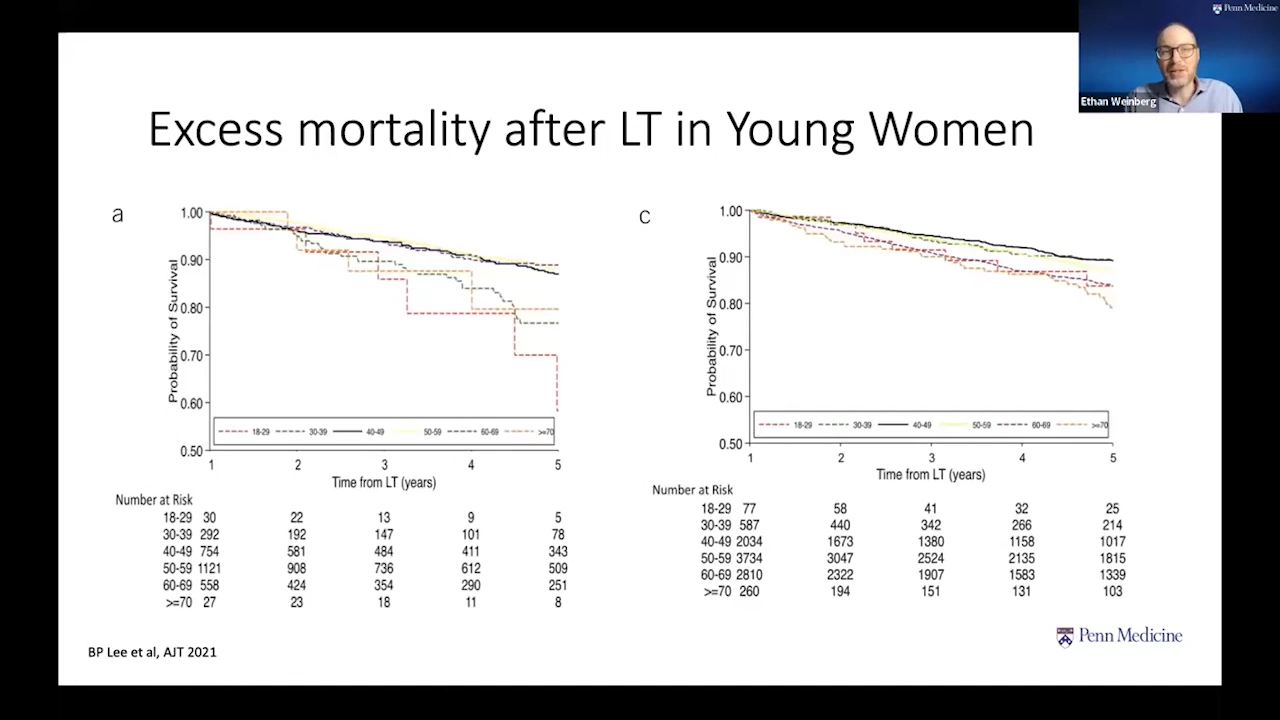 Penn Medicine
Ethan Weinberg
Excess mortality after LT in Young Women
a
Probability of Survival
1.00
0.90
0.80
0.70
0.60
0.50
18-29 30-39 40-49 50-59 60-69 >=70
1 2 3 4 5
Time from LT (years)
Number at Risk
18-29 30 22 13 9 5
30-39 292 192 147 101 78
40-49 754 581 484 411 343
50-59 1121 908 736 612 509
60-69 558 424 354 290 251
>=70 27 23 18 11 8
c
Probability of Survival
1.00
0.90
0.80
0.70
0.60
0.50
18-29 30-39 40-49 50-59 60-69 >=70
1 2 3 4 5
Time from LT (years)
Number at Risk
18-29 77 58 41 32 25
30-39 587 440 342 266 214
40-49 2034 1673 1380 1158 1017
50-59 3734 3047 2524 2135 1815
60-69 2810 2322 1907 1583 1339
>=70 260 194 151 131 103
BP Lee et al, AJT 2021
Penn Medicine